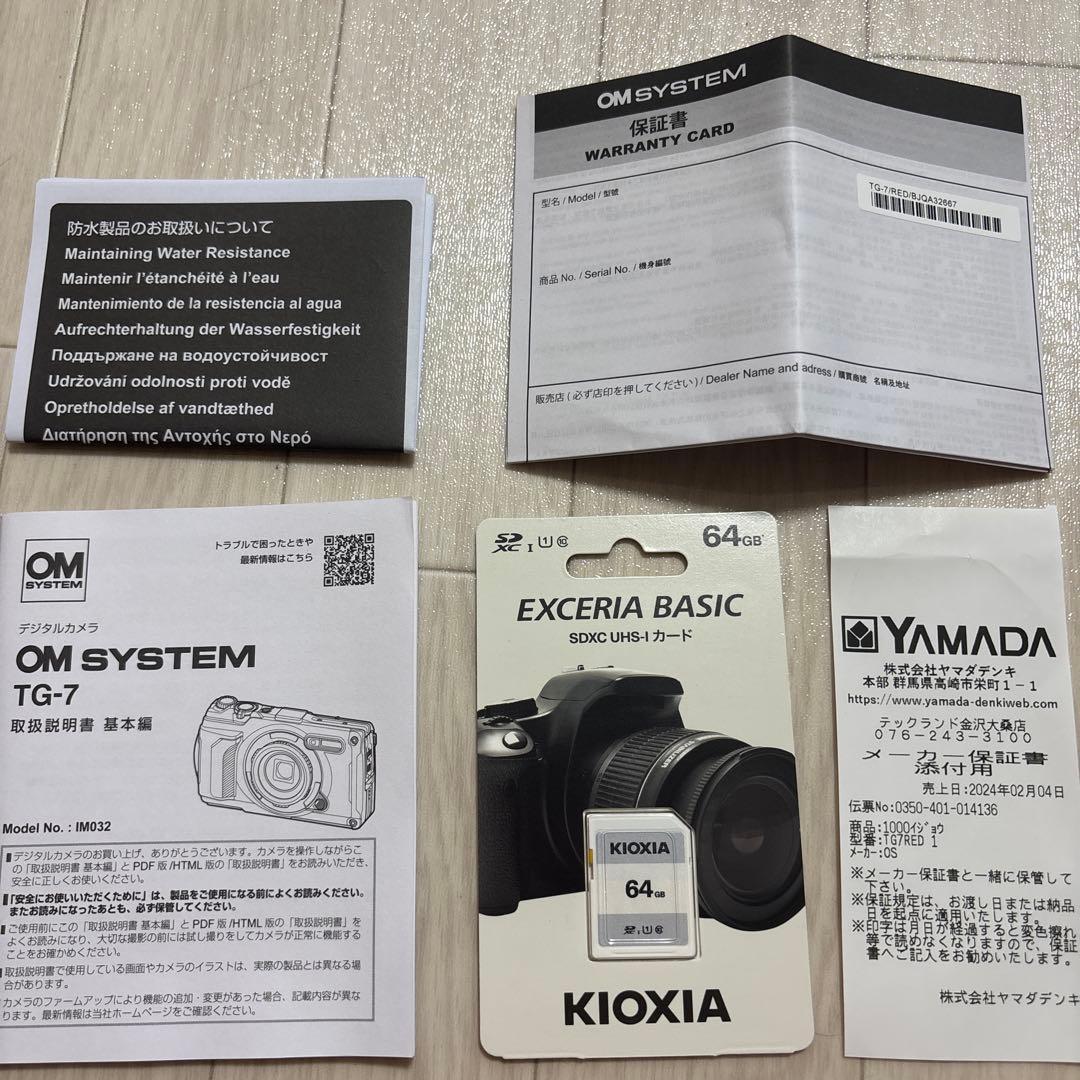 防水製品のお取扱いについて
Maintaining Water Resistance
Maintenir l'étanchéité à l'eau
Mantenimiento de la resistencia al agua
Aufrechterhaltung der Wasserfestigkeit
Поддържане на водоустойчивост
Udržování odolnosti proti vodě
Opretholdelse af vandtæthed
Διατήρηση της Αντοχής στο Νερό
OM SYSTEM
保証書
WARRANTY CARD
型名 / Model / 型號
TG-7/RED/BJQA32667
商品 No. / Serial No. / 機身編號
販売店 ( 必ず店印を押してください ) / Dealer Name and adress / 購買商號 名稱及地址
OM
SYSTEM
トラブルで困ったときや
最新情報はこちら
デジタルカメラ
OM SYSTEM
TG-7
取扱説明書 基本編
Model No. : IM032
デジタルカメラのお買い上げ、ありがとうございます。カメラを操作しながらこ
の「取扱説明書 基本編」と PDF 版 /HTML 版の「取扱説明書」をお読みいただき、
安全に正しくお使いください。
「安全にお使いいただくために」は、製品をご使用になる前によくお読みください。
またお読みになったあとも、必ず保管してください。
ご使用前にこの「取扱説明書 基本編」と PDF 版 /HTML 版の「取扱説明書」を
よくお読みになり、大切な撮影の前には試し撮りをしてカメラが正常に機能する
ことをお確かめください。
取扱説明書で使用している画面やカメラのイラストは、実際の製品とは異なる場
合があります。
カメラのファームアップにより機能の追加・変更があった場合、記載内容が異な
ります。最新情報は当社ホームページをご確認ください。
SD XC I U1 C10
64GB
EXCERIA BASIC
SDXC UHS-I カード
KIOXIA
64GB
SD XC I U1 C10
KIOXIA
YAMADA
株式会社ヤマダデンキ
本部 群馬県高崎市栄町1－1
https://www.yamada-denkiweb.com
テックランド金沢大桑店
076-243-3100
メーカー保証書
添付用
売上日:2024年02月04日
伝票No:0350-401-014136
商品:1000ｲｼﾞｮｳ
型番:TG7RED 1
ﾒｰｶｰ:OS
※メーカー保証書と一緒に保管して
下さい。
※保証規定は、お渡し日または納品
日を起点に適用いたします。
※印字は月日が経過すると変色擦れ
等で読めなくなりますので、保証
書へご記入をお勧めいたします。
株式会社ヤマダデンキ